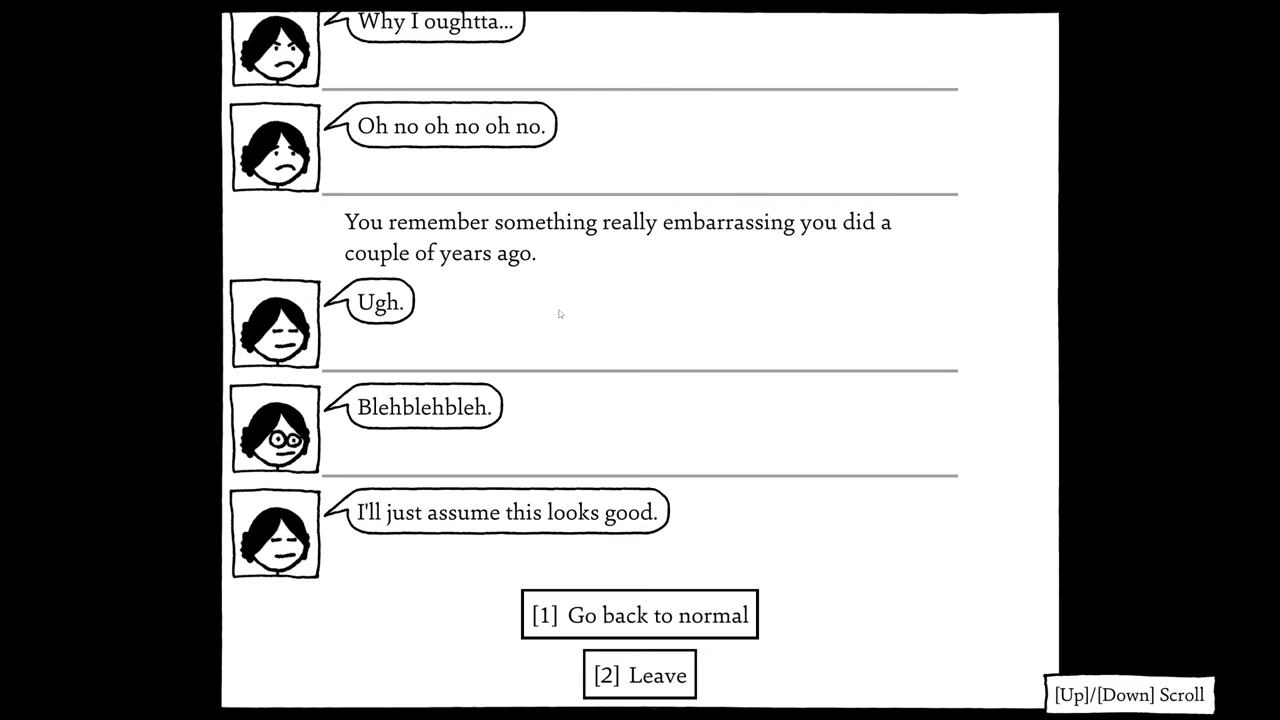 Why I oughtta...
Oh no oh no oh no.
You remember something really embarrassing you did a
couple of years ago.
Ugh.
Blehblehbleh.
I'll just assume this looks good.
[1] Go back to normal
[2] Leave
[Up]/[Down] Scroll